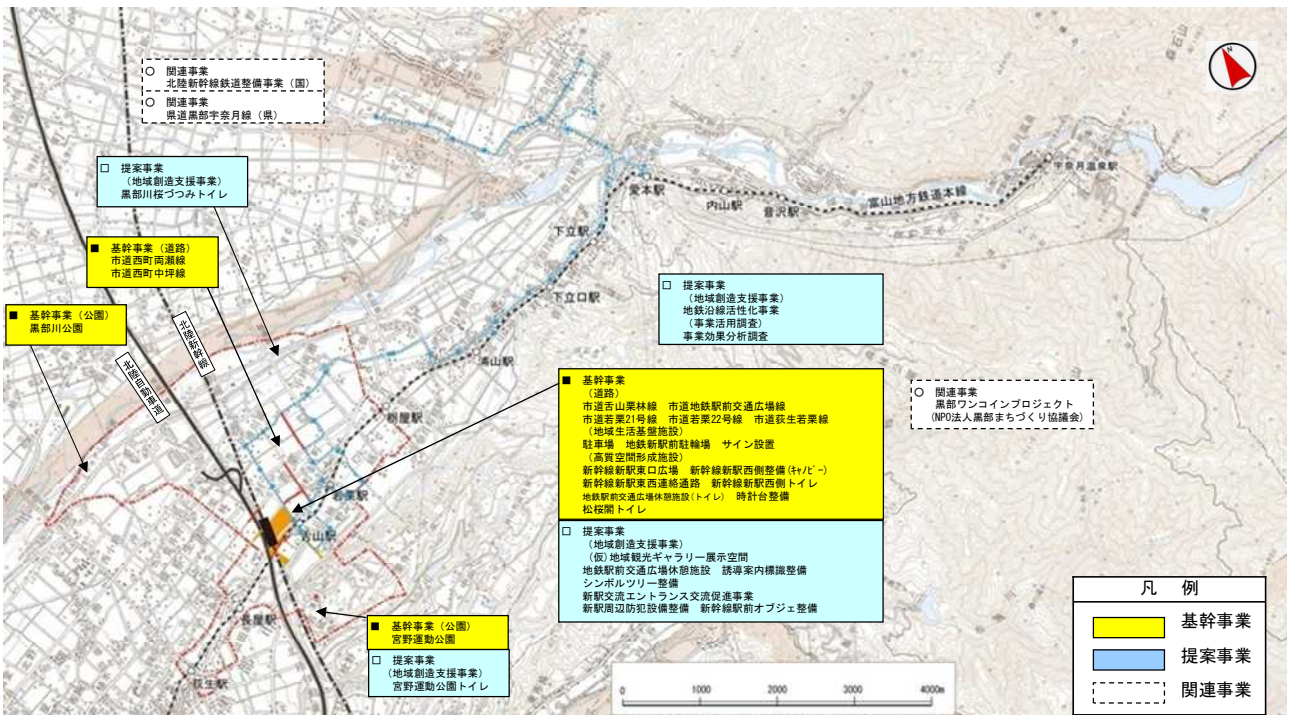 ○ 関連事業
北陸新幹線鉄道整備事業（国）
○ 関連事業
県道黒部宇奈月線（県）
□ 提案事業
（地域創造支援事業）
黒部川桜づつみトイレ
■ 基幹事業（道路）
市道西町両瀬線
市道西町中坪線
■ 基幹事業（公園）
黒部川公園
北陸新幹線
北陸自動車道
愛本駅
内山駅
音沢駅
富山地方鉄道本線
宇奈月温泉駅
下立駅
下立口駅
浦山駅
栃屋駅
若栗駅
舌山駅
長屋駅
荻生駅
□ 提案事業
（地域創造支援事業）
地鉄沿線活性化事業
（事業活用調査）
事業効果分析調査
■ 基幹事業
（道路）
市道舌山栗林線 市道地鉄駅前交通広場線
市道若栗21号線 市道若栗22号線 市道荻生若栗線
（地域生活基盤施設）
駐車場 地鉄新駅前駐輪場 サイン設置
（高質空間形成施設）
新幹線新駅東口広場 新幹線新駅西側整備(ｷｬﾉﾋﾟｰ)
新幹線新駅東西連絡通路 新幹線新駅西側トイレ
地鉄駅前交通広場休憩施設(トイレ) 時計台整備
松桜閣トイレ
□ 提案事業
（地域創造支援事業）
（仮）地域観光ギャラリー展示空間
地鉄駅前交通広場休憩施設 誘導案内標識整備
シンボルツリー整備
新駅交流エントランス交流促進事業
新駅周辺防犯設備整備 新幹線駅前オブジェ整備
○ 関連事業
黒部ワンコインプロジェクト
（NPO法人黒部まちづくり協議会）
■ 基幹事業（公園）
宮野運動公園
□ 提案事業
（地域創造支援事業）
宮野運動公園トイレ
0 1000 2000 3000 4000m
凡 例
基幹事業
提案事業
関連事業